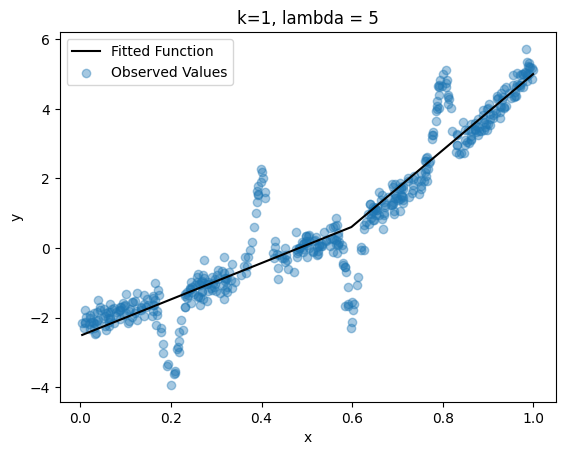 k=1, lambda = 5
Fitted Function
Observed Values
y
6
4
2
0
−2
−4
0.0 0.2 0.4 0.6 0.8 1.0
x